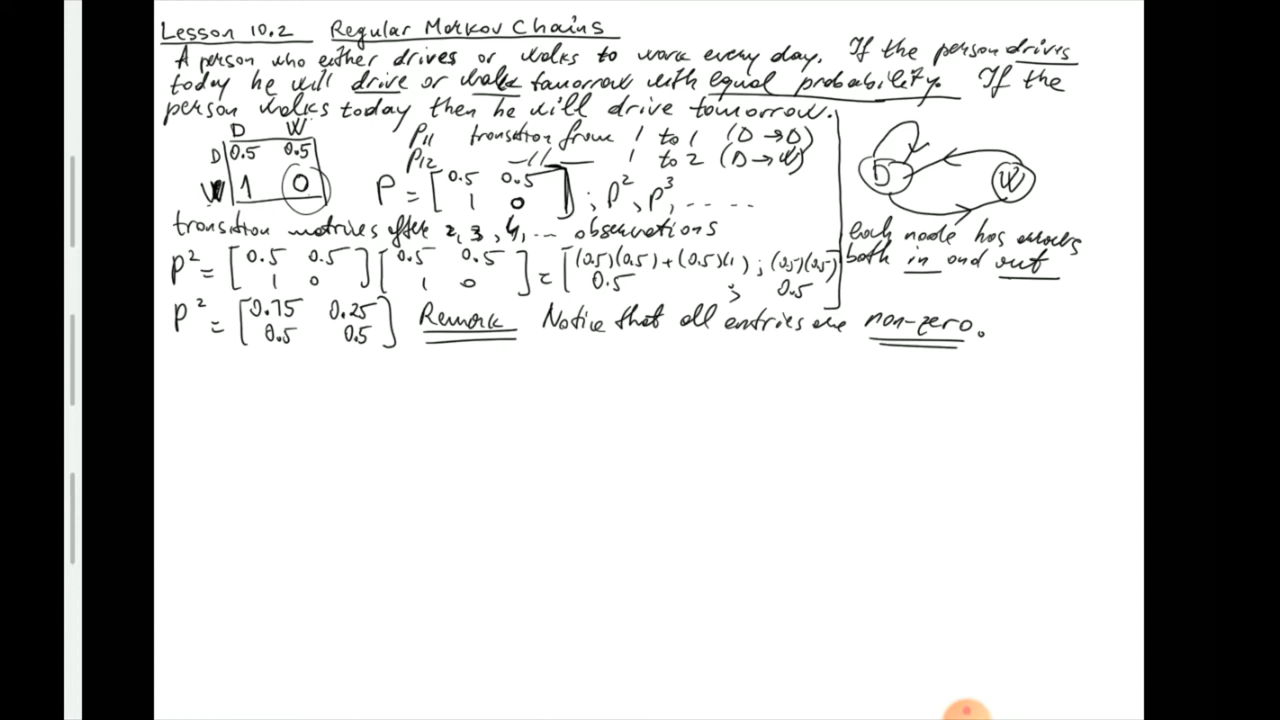 Lesson 10.2 Regular Markov Chains
A person who either drives or walks to work every day. If the person drives
today he will drive or walk tomorrow with equal probability. If the
person walks today then he will drive tomorrow.
D W
D 0.5 0.5
W 1 0
P11 transition from 1 to 1 (D → D)
P12 —//— 1 to 2 (D → W)
P = [ 0.5 0.5
1 0 ] ; P², P³, .....
D W
each node has arrows
both in and out
transition matrices after 2, 3, 4, ... observations
P² = [ 0.5 0.5
1 0 ] [ 0.5 0.5
1 0 ] = [ (0.5)(0.5) + (0.5)(1) ; (0.5)(0.5)
0.5 ; 0.5 ]
P² = [ 0.75 0.25
0.5 0.5 ] Remark Notice that all entries are non-zero.